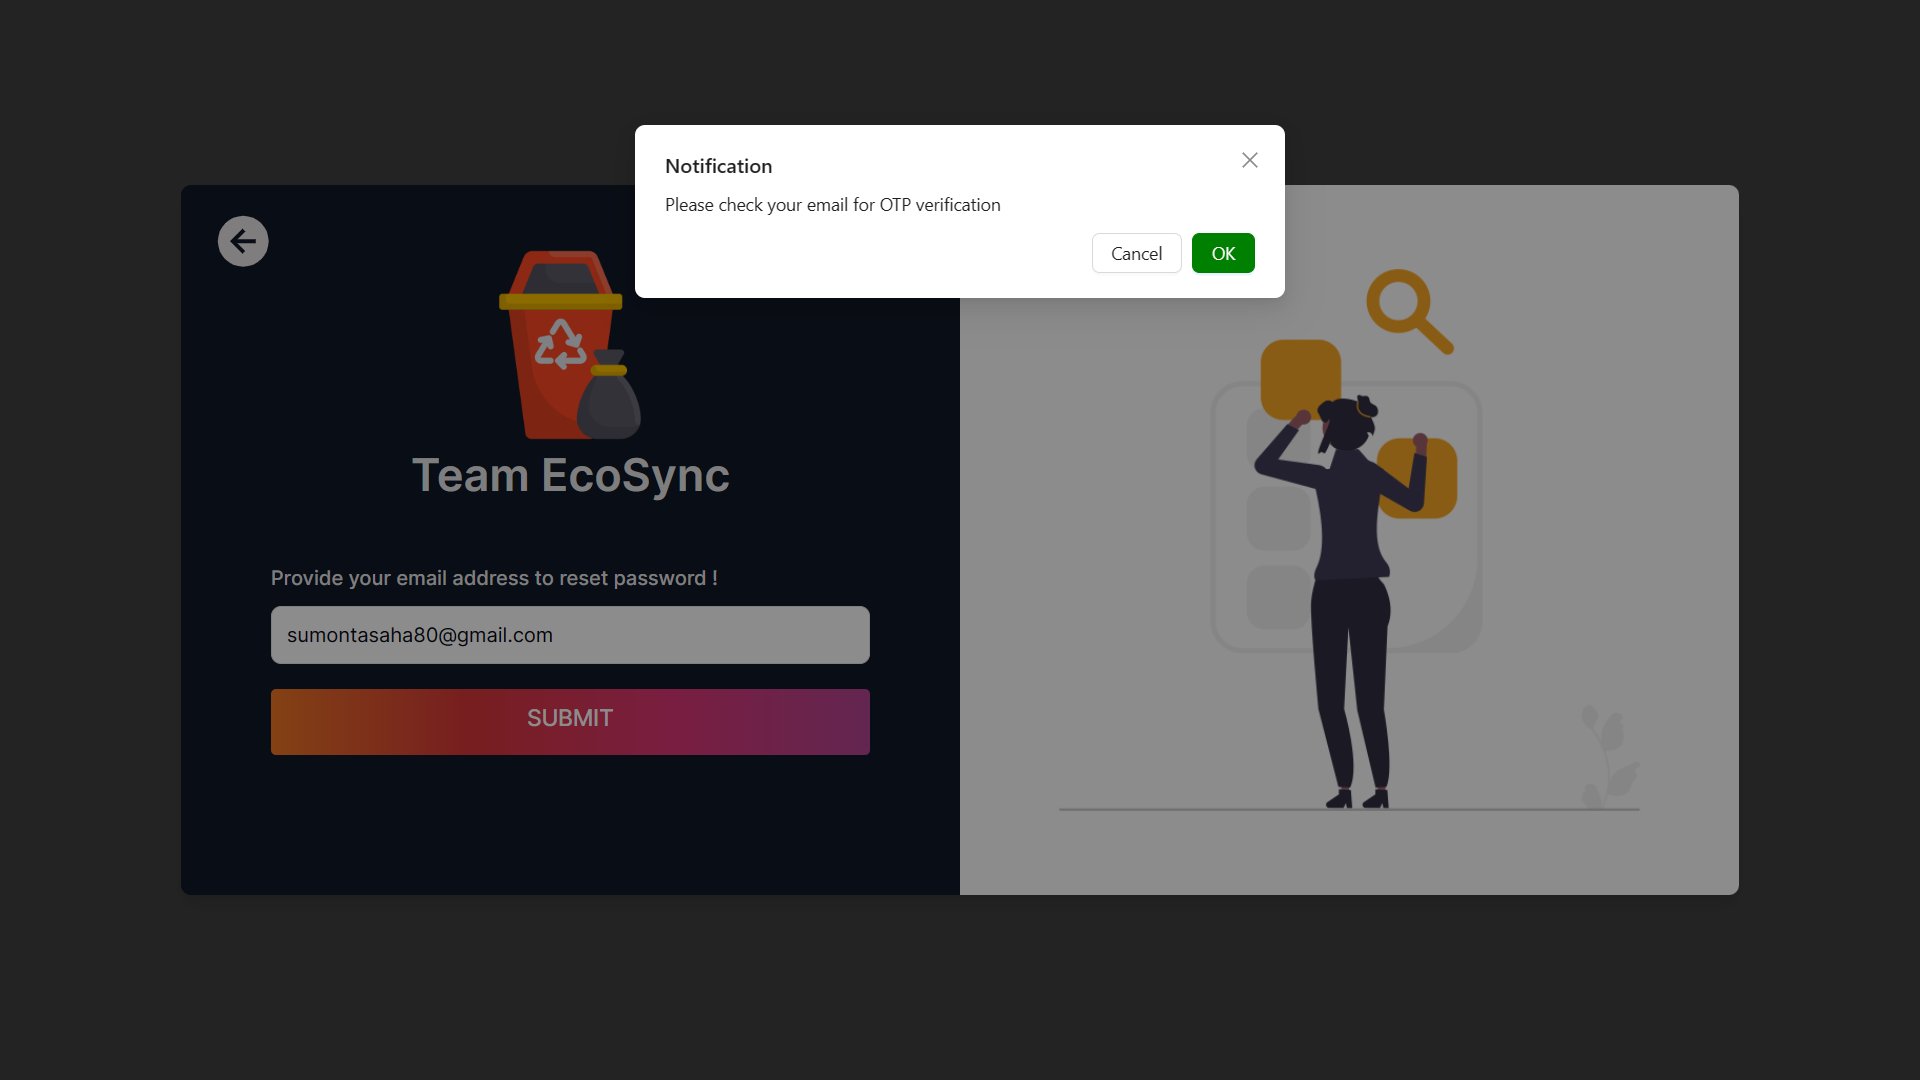 Notification
Please check your email for OTP verification
Cancel
OK
Team EcoSync
Provide your email address to reset password !
sumontasaha80@gmail.com
SUBMIT